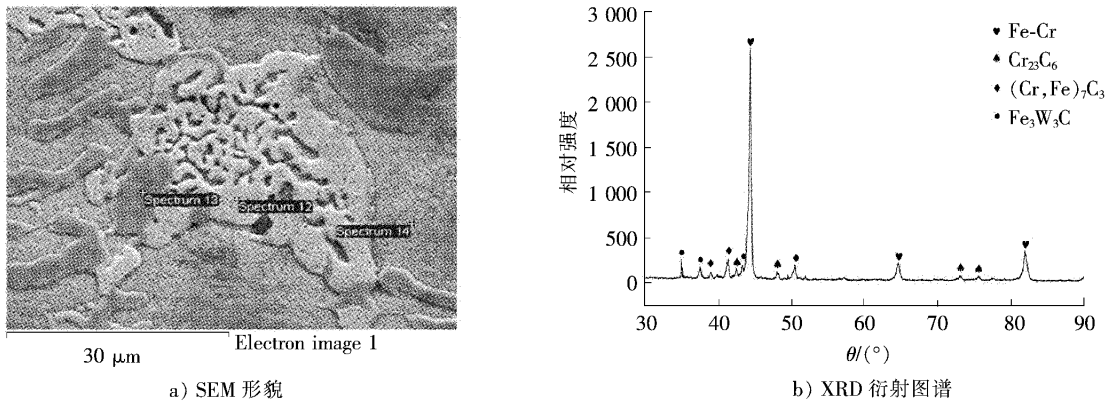 Spectrum 13
Spectrum 12
Spectrum 14
30 μm
Electron image 1
a) SEM 形貌
3 000
2 500
2 000
1 500
1 000
500
0
相对强度
Fe-Cr
Cr₂₃C₆
(Cr,Fe)₇C₃
Fe₃W₃C
30 40 50 60 70 80 90
θ/(°)
b) XRD 衍射图谱